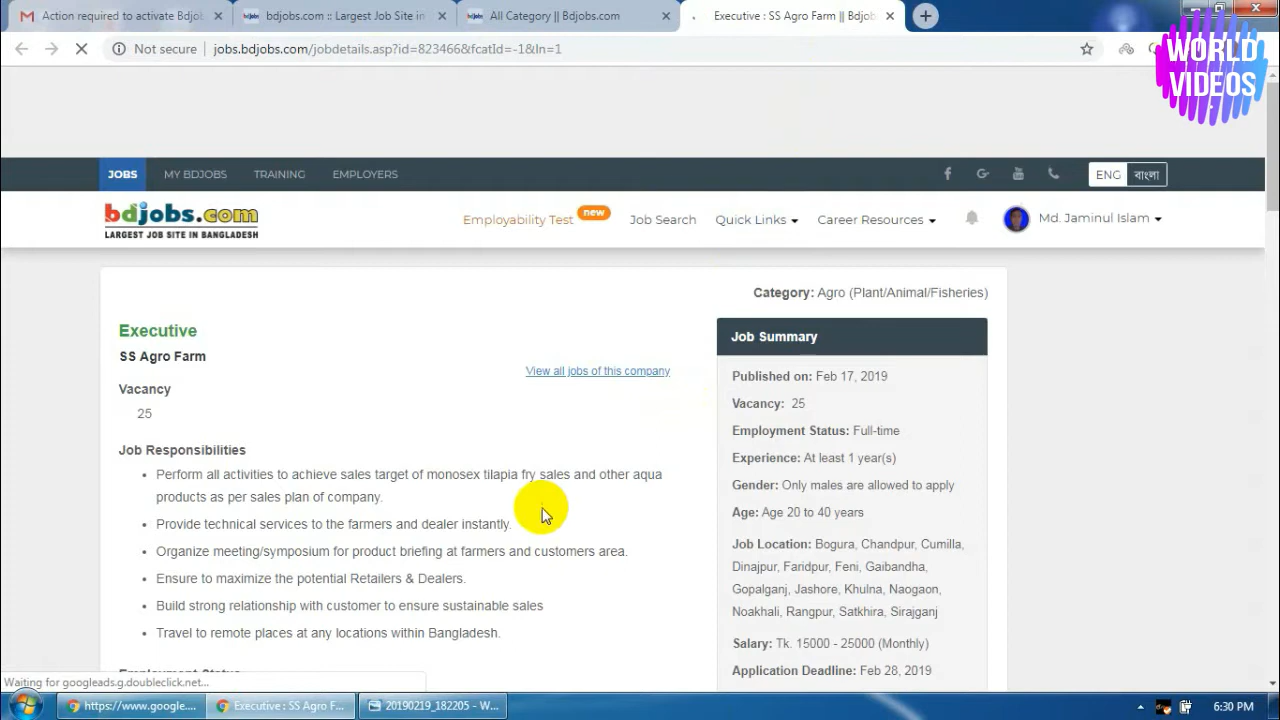 Action required to activate Bdjol
bdjobs.com :: Largest Job Site in
All Category || Bdjobs.com
Executive : SS Agro Farm || Bdjob
Not secure
jobs.bdjobs.com/jobdetails.asp?id=823466&fcatId=-1&ln=1
WORLD
VIDEOS
JOBS
MY BDJOBS
TRAINING
EMPLOYERS
ENG
বাংলা
bdjobs.com
LARGEST JOB SITE IN BANGLADESH
Employability Test
new
Job Search
Quick Links
Career Resources
Md. Jaminul Islam
Category: Agro (Plant/Animal/Fisheries)
Executive
SS Agro Farm
View all jobs of this company
Vacancy
25
Job Responsibilities
• Perform all activities to achieve sales target of monosex tilapia fry sales and other aqua
products as per sales plan of company.
• Provide technical services to the farmers and dealer instantly.
• Organize meeting/symposium for product briefing at farmers and customers area.
• Ensure to maximize the potential Retailers & Dealers.
• Build strong relationship with customer to ensure sustainable sales
• Travel to remote places at any locations within Bangladesh.
Employment Status
Job Summary
Published on: Feb 17, 2019
Vacancy: 25
Employment Status: Full-time
Experience: At least 1 year(s)
Gender: Only males are allowed to apply
Age: Age 20 to 40 years
Job Location: Bogura, Chandpur, Cumilla,
Dinajpur, Faridpur, Feni, Gaibandha,
Gopalganj, Jashore, Khulna, Naogaon,
Noakhali, Rangpur, Satkhira, Sirajganj
Salary: Tk. 15000 - 25000 (Monthly)
Application Deadline: Feb 28, 2019
Waiting for googleads.g.doubleclick.net...
https://www.google....
Executive : SS Agro F...
20190219_182205 - W...
6:30 PM